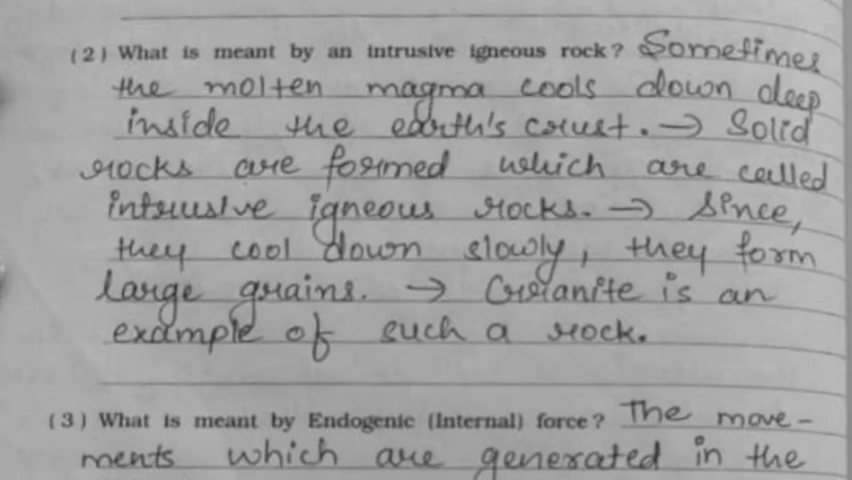 (2) What is meant by an intrusive igneous rock? Sometimes
the molten magma cools down deep
inside the earth's crust. → Solid
rocks are formed which are called
intrusive igneous rocks. → Since,
they cool down slowly, they form
large grains. → Granite is an
example of such a rock.
(3) What is meant by Endogenic (Internal) force? The move-
ments which are generated in the